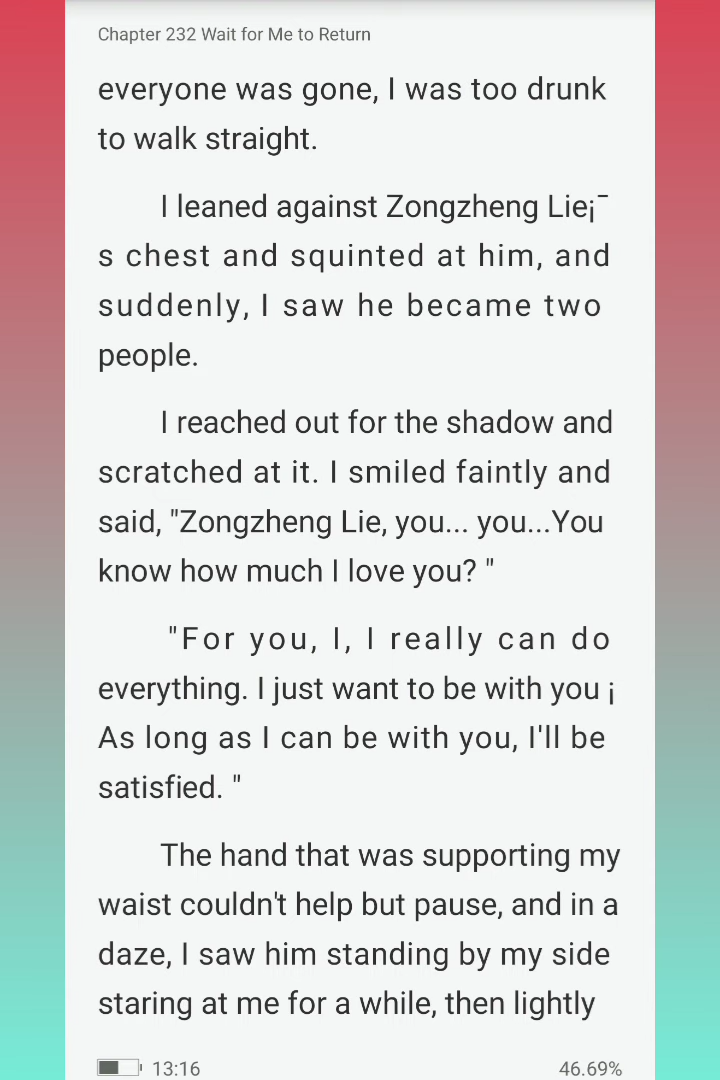 Chapter 232 Wait for Me to Return
everyone was gone, I was too drunk
to walk straight.
I leaned against Zongzheng Lie¡¯
s chest and squinted at him, and
suddenly, I saw he became two
people.
I reached out for the shadow and
scratched at it. I smiled faintly and
said, "Zongzheng Lie, you... you...You
know how much I love you? "
"For you, I, I really can do
everything. I just want to be with you ¡
As long as I can be with you, I'll be
satisfied. "
The hand that was supporting my
waist couldn't help but pause, and in a
daze, I saw him standing by my side
staring at me for a while, then lightly
13:16 46.69%